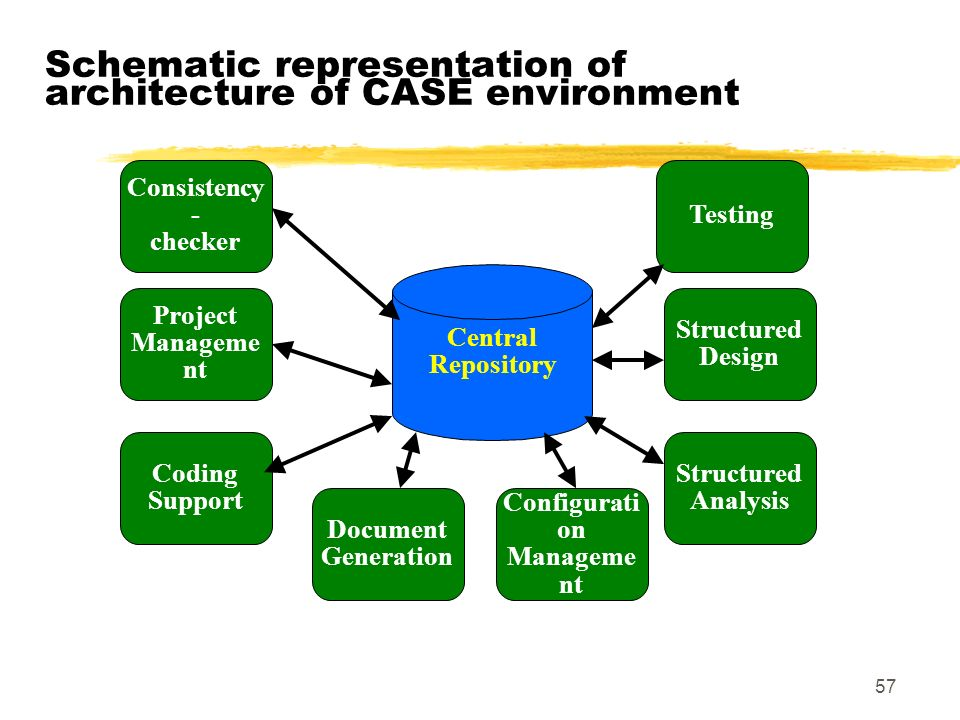 Schematic representation of
architecture of CASE environment
Consistency
-
checker
Testing
Project
Manageme
nt
Central
Repository
Structured
Design
Coding
Support
Structured
Analysis
Document
Generation
Configurati
on
Manageme
nt
57